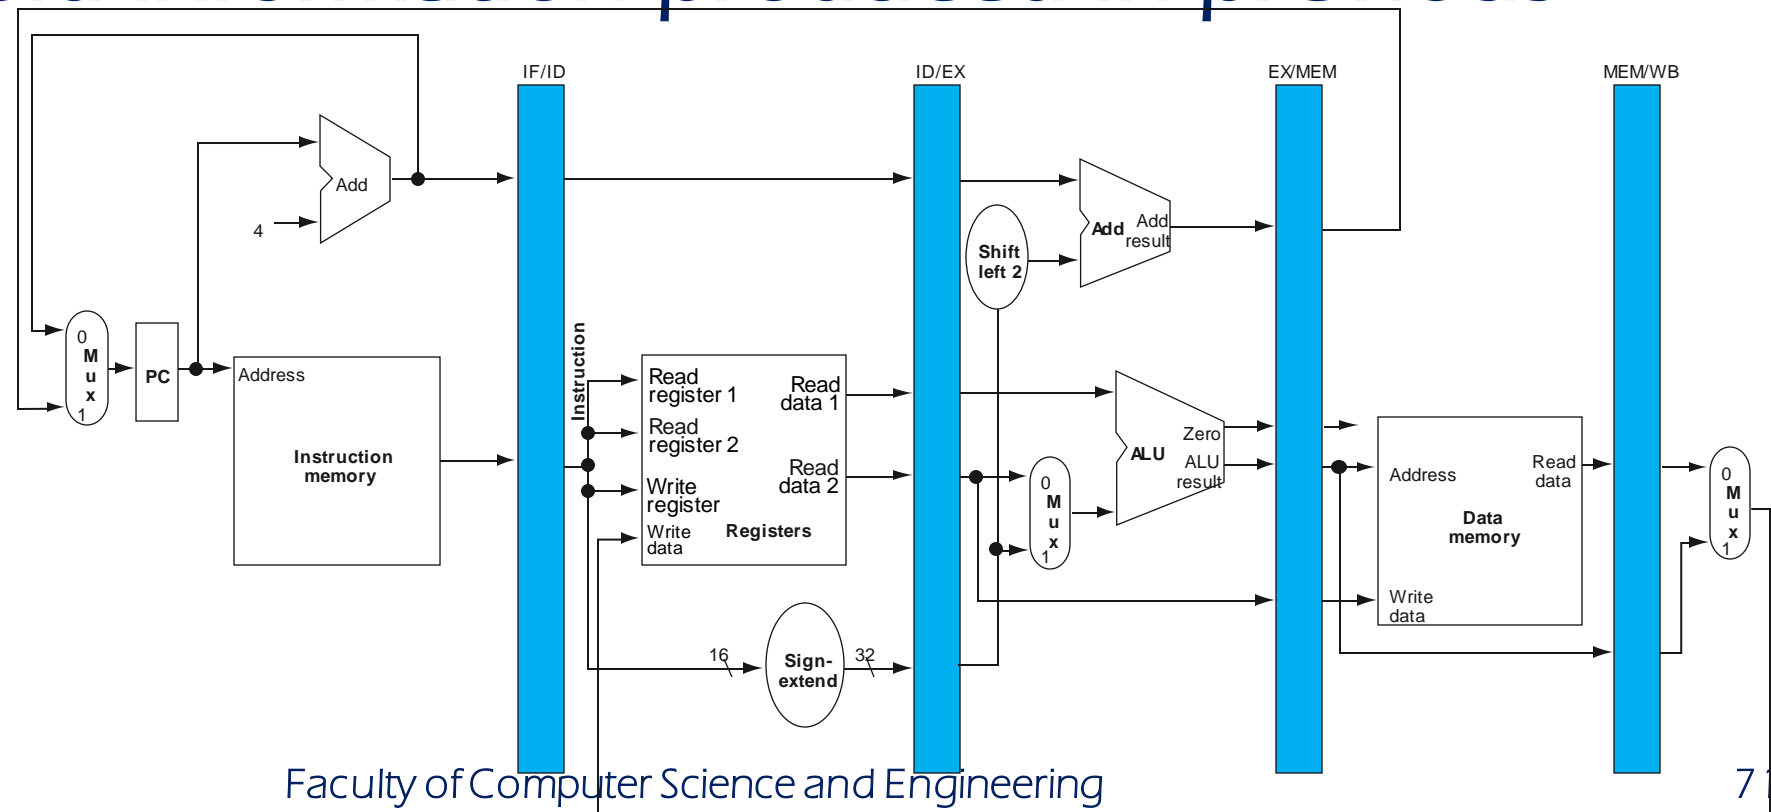 IF/ID
ID/EX
EX/MEM
MEM/WB
Add
4
Add
Add
result
Shift
left 2
0
M
u
x
1
PC
Address
Instruction
memory
Instruction
Read
register 1
Read
register 2
Write
register
Write
data
Read
data 1
Read
data 2
Registers
16
Sign-
extend
32
0
M
u
x
1
ALU
Zero
ALU
result
Address
Read
data
Data
memory
Write
data
0
M
u
x
1
Faculty of Computer Science and Engineering